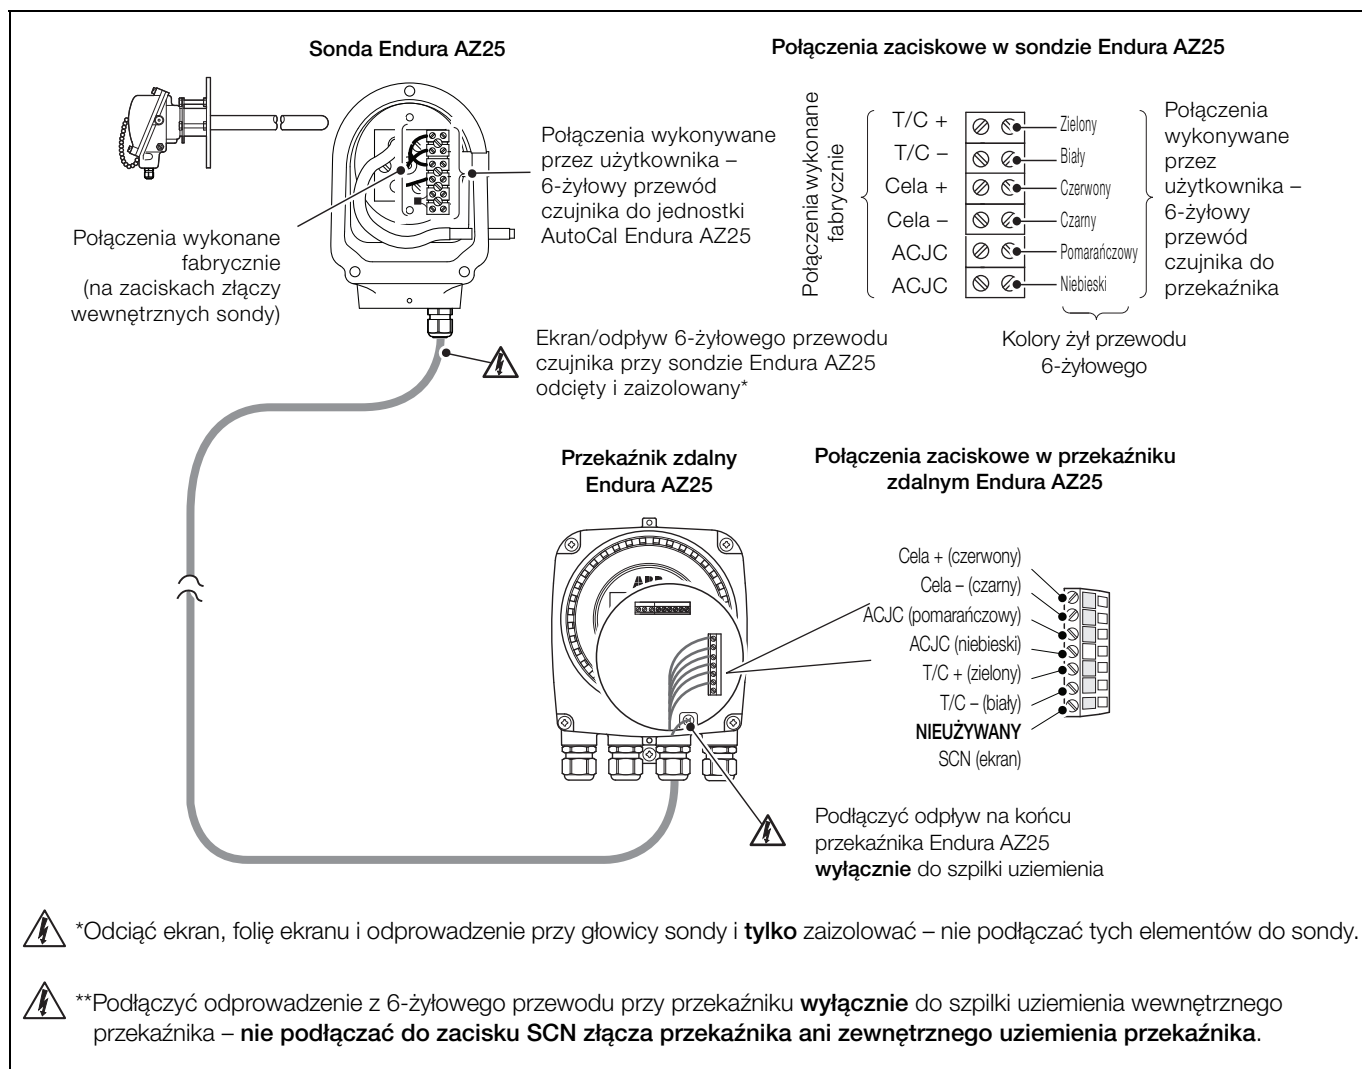 Sonda Endura AZ25
Połączenia wykonywane
przez użytkownika –
6-żyłowy przewód
czujnika do jednostki
AutoCal Endura AZ25
Połączenia wykonane
fabrycznie
(na zaciskach złączy
wewnętrznych sondy)
Ekran/odpływ 6-żyłowego przewodu
czujnika przy sondzie Endura AZ25
odcięty i zaizolowany*
Połączenia zaciskowe w sondzie Endura AZ25
Połączenia wykonane
fabrycznie
T/C +
T/C –
Cela +
Cela –
ACJC
ACJC
Zielony
Biały
Czerwony
Czarny
Pomarańczowy
Niebieski
Połączenia
wykonywane
przez
użytkownika –
6-żyłowy
przewód
czujnika do
przekaźnika
Kolory żył przewodu
6-żyłowego
Przekaźnik zdalny
Endura AZ25
ABB
Połączenia zaciskowe w przekaźniku
zdalnym Endura AZ25
Cela + (czerwony)
Cela – (czarny)
ACJC (pomarańczowy)
ACJC (niebieski)
T/C + (zielony)
T/C – (biały)
NIEUŻYWANY
SCN (ekran)
Podłączyć odpływ na końcu
przekaźnika Endura AZ25
wyłącznie do szpilki uziemienia
*Odciąć ekran, folię ekranu i odprowadzenie przy głowicy sondy i tylko zaizolować – nie podłączać tych elementów do sondy.
**Podłączyć odprowadzenie z 6-żyłowego przewodu przy przekaźniku wyłącznie do szpilki uziemienia wewnętrznego
przekaźnika – nie podłączać do zacisku SCN złącza przekaźnika ani zewnętrznego uziemienia przekaźnika.